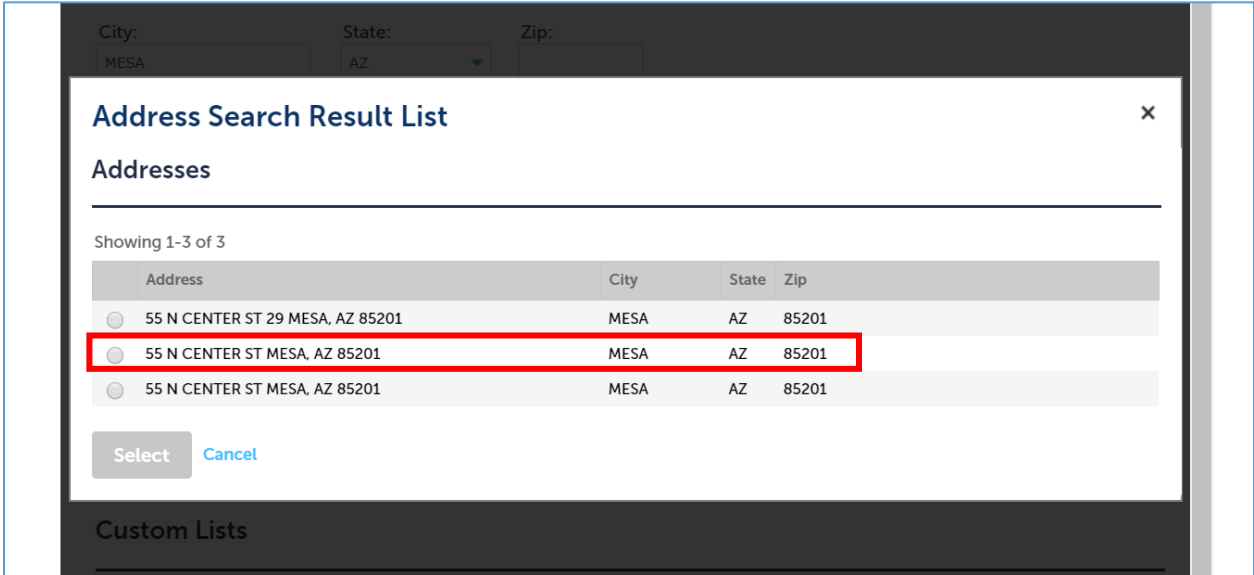 City: State: Zip:
MESA AZ
Address Search Result List ×
Addresses
Showing 1-3 of 3
Address City State Zip
55 N CENTER ST 29 MESA, AZ 85201 MESA AZ 85201
55 N CENTER ST MESA, AZ 85201 MESA AZ 85201
55 N CENTER ST MESA, AZ 85201 MESA AZ 85201
Select Cancel
Custom Lists